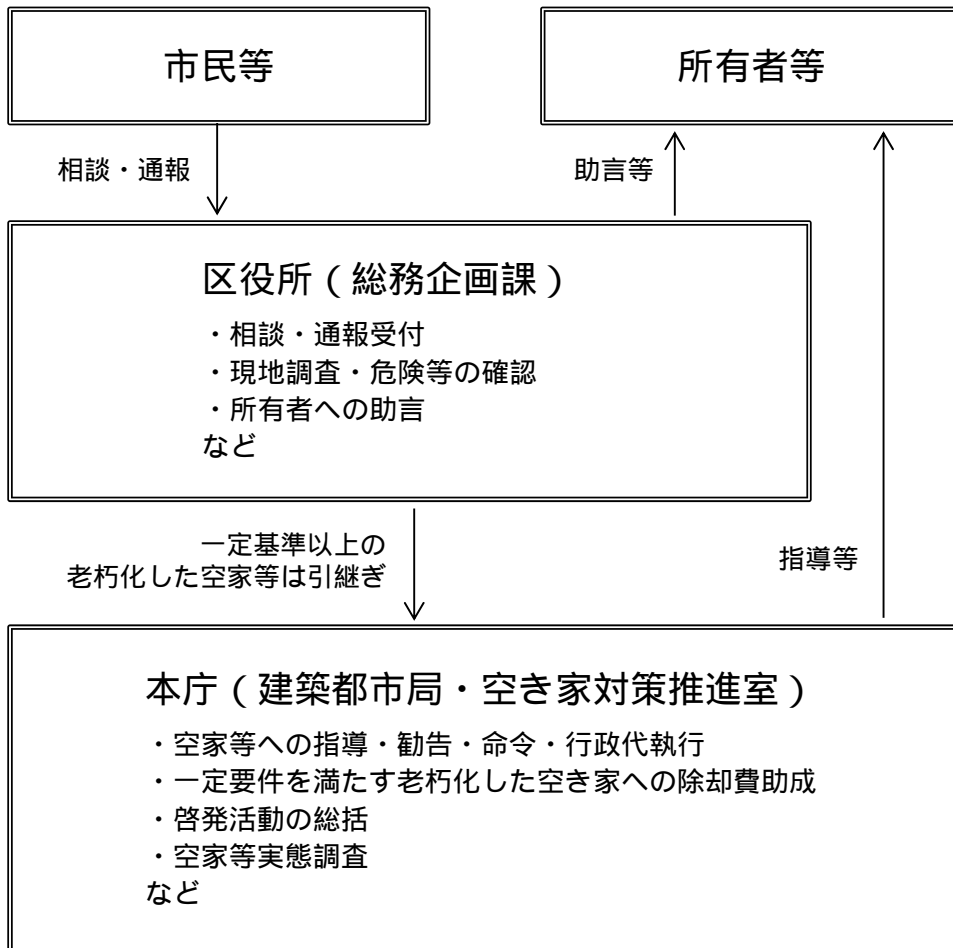 市民等
所有者等
相談・通報
助言等
区役所（総務企画課）
・相談・通報受付
・現地調査・危険等の確認
・所有者への助言
など
一定基準以上の
老朽化した空家等は引継ぎ
指導等
本庁（建築都市局・空き家対策推進室）
・空家等への指導・勧告・命令・行政代執行
・一定要件を満たす老朽化した空き家への除却費助成
・啓発活動の総括
・空家等実態調査
など